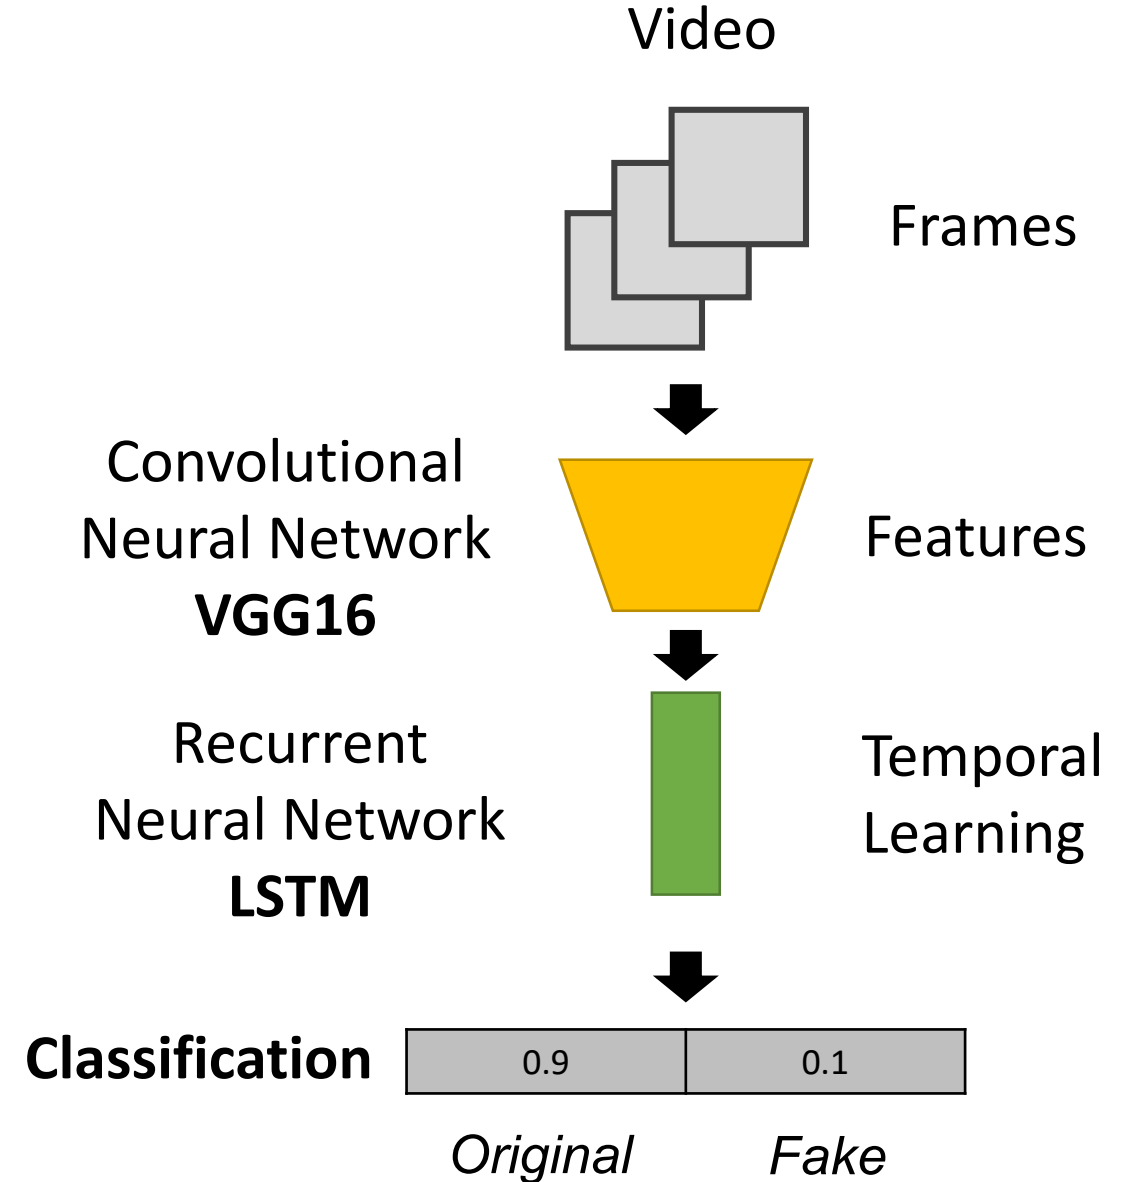 Video
Frames
Convolutional
Neural Network
VGG16
Features
Recurrent
Neural Network
LSTM
Temporal
Learning
Classification
0.9
0.1
Original
Fake